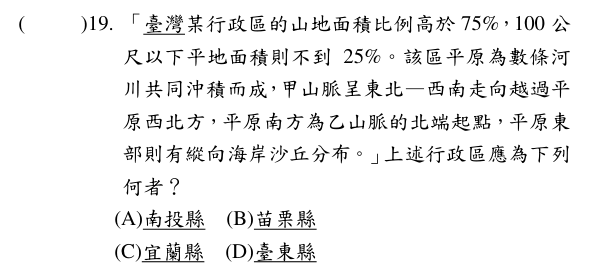 (　　)19. 「臺灣某行政區的山地面積比例高於 75%，100 公
尺以下平地面積則不到 25%。該區平原為數條河
川共同沖積而成，甲山脈呈東北—西南走向越過平
原西北方，平原南方為乙山脈的北端起點，平原東
部則有縱向海岸沙丘分布。」上述行政區應為下列
何者？
(A)南投縣　(B)苗栗縣
(C)宜蘭縣　(D)臺東縣